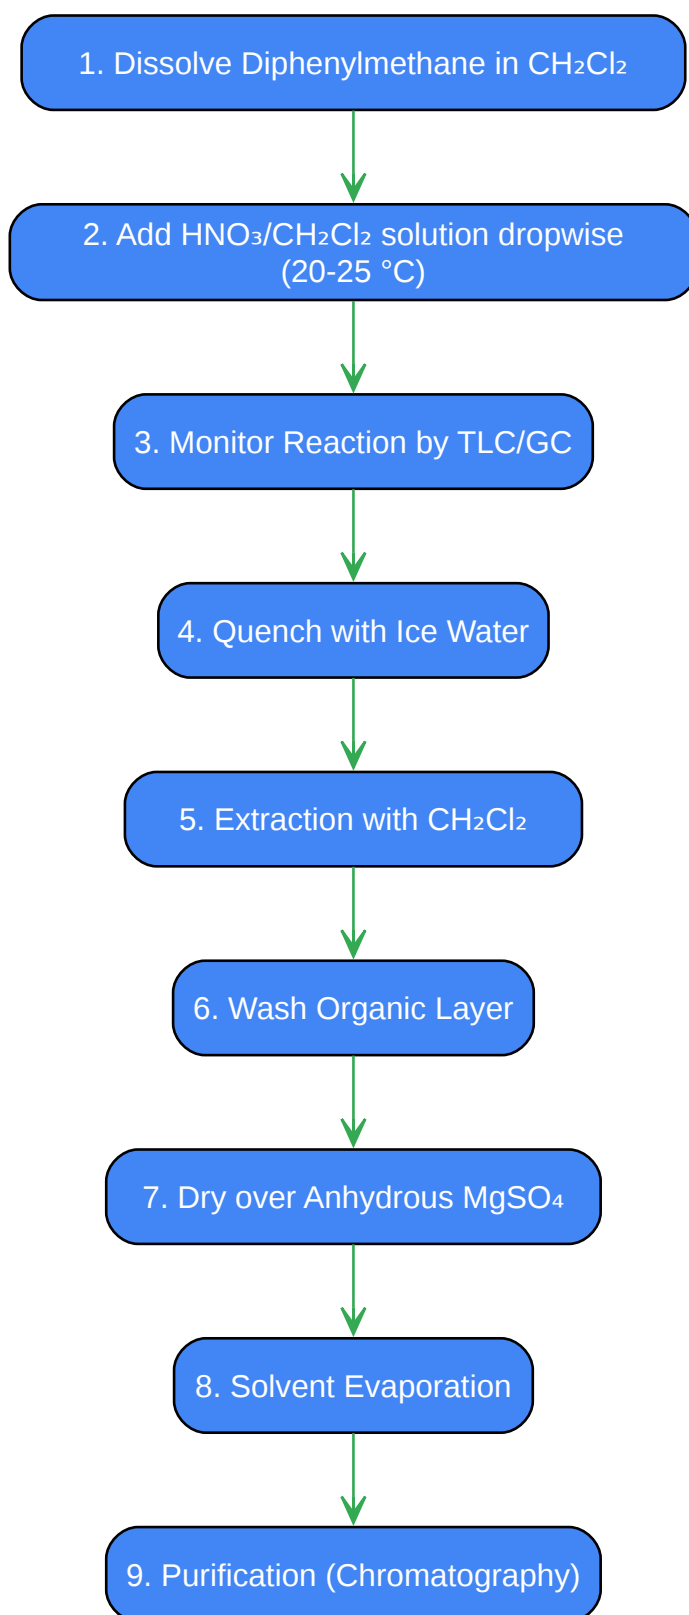 1. Dissolve Diphenylmethane in CH₂Cl₂
2. Add HNO₃/CH₂Cl₂ solution dropwise
(20-25 °C)
3. Monitor Reaction by TLC/GC
4. Quench with Ice Water
5. Extraction with CH₂Cl₂
6. Wash Organic Layer
7. Dry over Anhydrous MgSO₄
8. Solvent Evaporation
9. Purification (Chromatography)